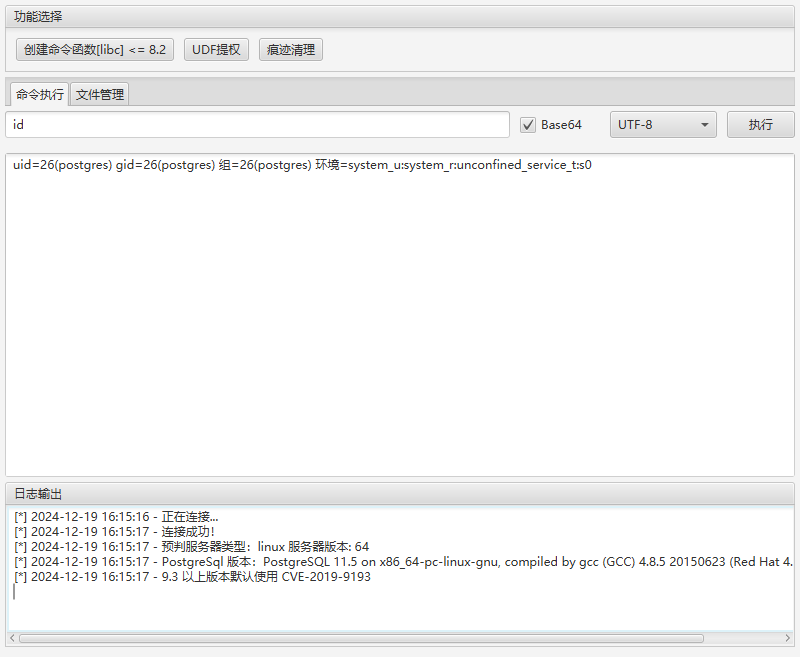 功能选择
创建命令函数[libc] <= 8.2 UDF提权 痕迹清理
命令执行 文件管理
id Base64 UTF-8 执行
uid=26(postgres) gid=26(postgres) 组=26(postgres) 环境=system_u:system_r:unconfined_service_t:s0
日志输出
[*] 2024-12-19 16:15:16 - 正在连接...
[*] 2024-12-19 16:15:17 - 连接成功!
[*] 2024-12-19 16:15:17 - 预判服务器类型：linux 服务器版本: 64
[*] 2024-12-19 16:15:17 - PostgreSql 版本：PostgreSQL 11.5 on x86_64-pc-linux-gnu, compiled by gcc (GCC) 4.8.5 20150623 (Red Hat 4.
[*] 2024-12-19 16:15:17 - 9.3 以上版本默认使用 CVE-2019-9193